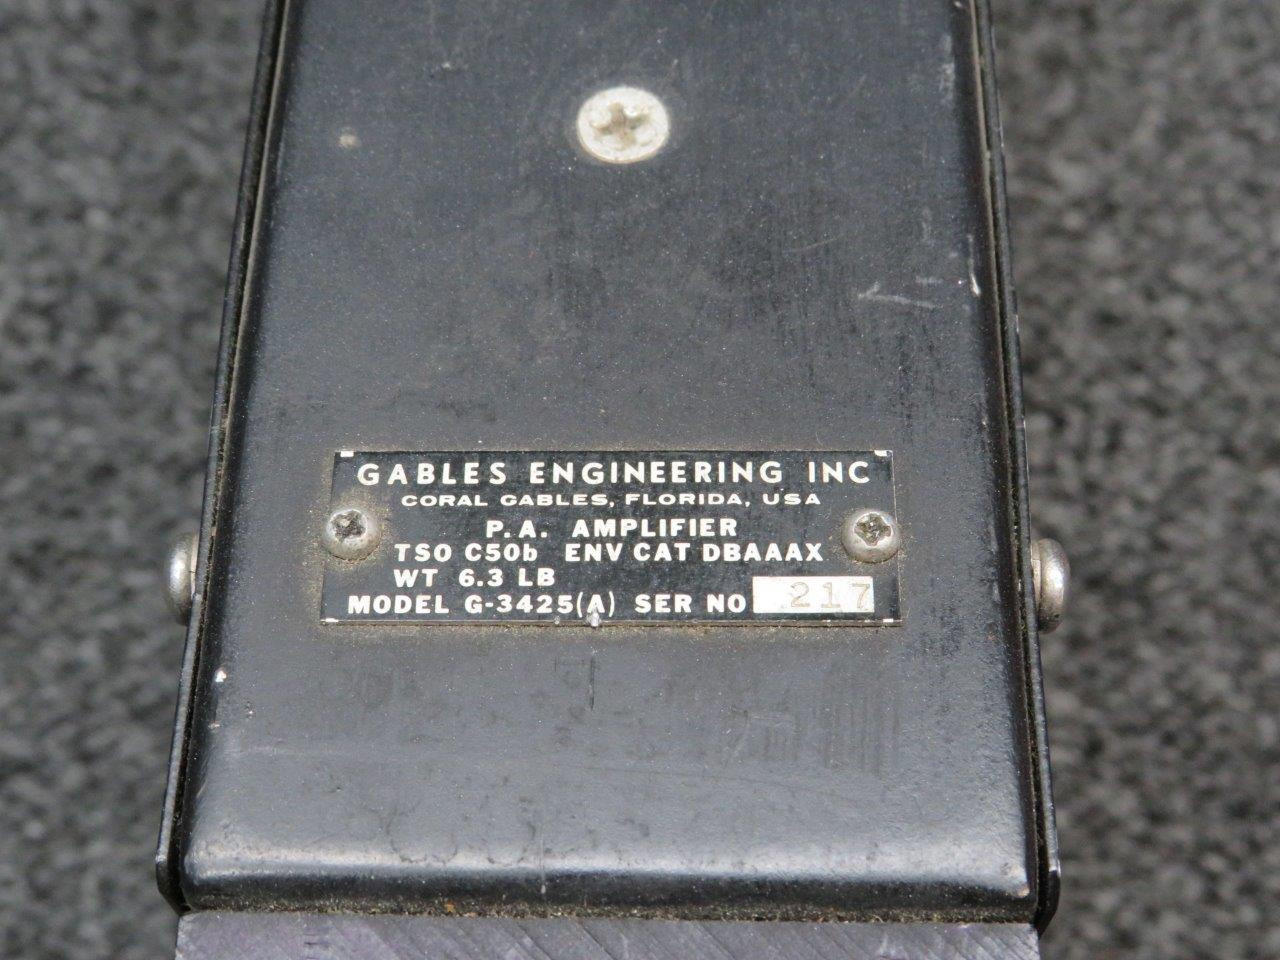 GABLES ENGINEERING INC
CORAL GABLES, FLORIDA, USA
P.A. AMPLIFIER
TSO C50b ENV CAT DBAAAX
WT 6.3 LB
MODEL G-3425(A) SER NO 217